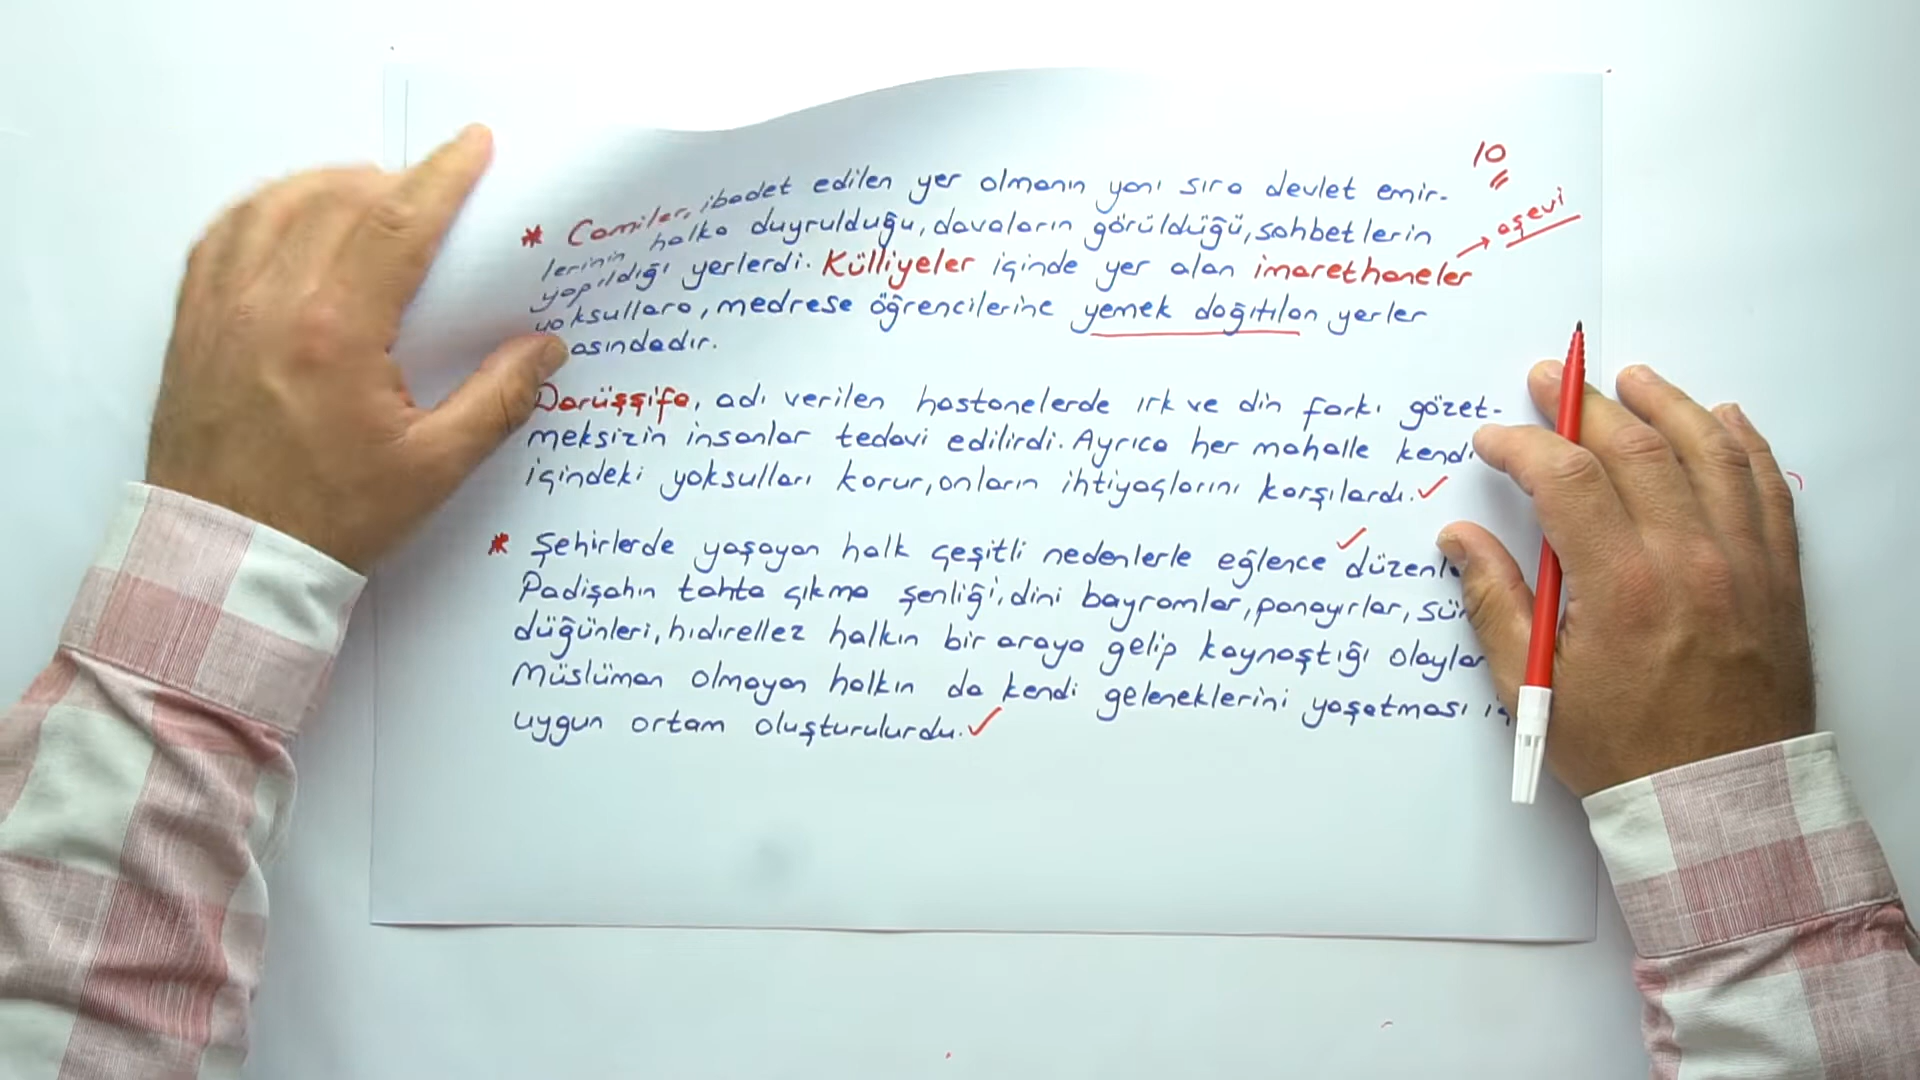 10
* Camiler, ibadet edilen yer olmanın yanı sıra devlet emir-
lerinin halka duyrulduğu, davaların görüldüğü, sohbetlerin
yapıldığı yerlerdi. Külliyeler içinde yer alan imarethaneler → aşevi
yoksullara, medrese öğrencilerine yemek dağıtılan yerler
asındadır.
Darüşşifa, adı verilen hastanelerde ırk ve din farkı gözet-
meksizin insanlar tedavi edilirdi. Ayrıca her mahalle kendi
içindeki yoksulları korur, onların ihtiyaçlarını karşılardı. ✓
* Şehirlerde yaşayan halk çeşitli nedenlerle eğlence ✓
Padişahın tahta çıkma şenliği, dini bayramlar, panayırlar,
düğünleri, hıdırellez halkın bir araya gelip kaynaştığı olaylar
Müslüman olmayan halkın da kendi geleneklerini yaşatması
uygun ortam oluşturulurdu. ✓